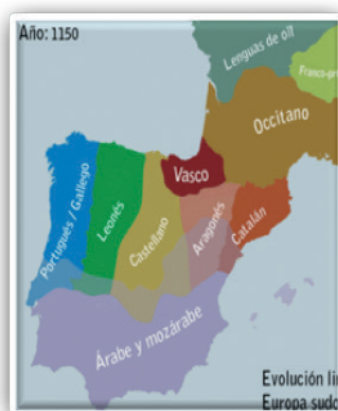 Año: 1150
Lenguas de oïl
Franco-pr
Occitano
Vasco
Portugués / Gallego
Leonés
Castellano
Aragonés
Catalán
Árabe y mozárabe
Evolución li
Europa sudo